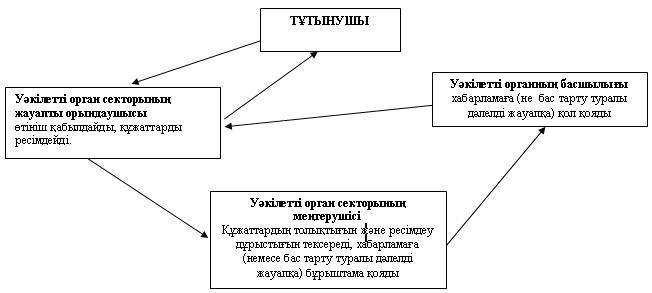 ТҰТЫНУШЫ
Уәкілетті орган секторының
жауапты орындаушысы
өтініш қабылдайды, құжаттарды
ресімдейді.
Уәкілетті органның басшылығы
хабарламаға (не бас тарту туралы
дәлелді жауапқа) қол қояды
Уәкілетті орган секторының
меңгерушісі
Құжаттардың толықтығын және ресімдеу
дұрыстығын тексереді, хабарламаға
(немесе бас тарту туралы дәлелді
жауапқа) бұрыштама қояды